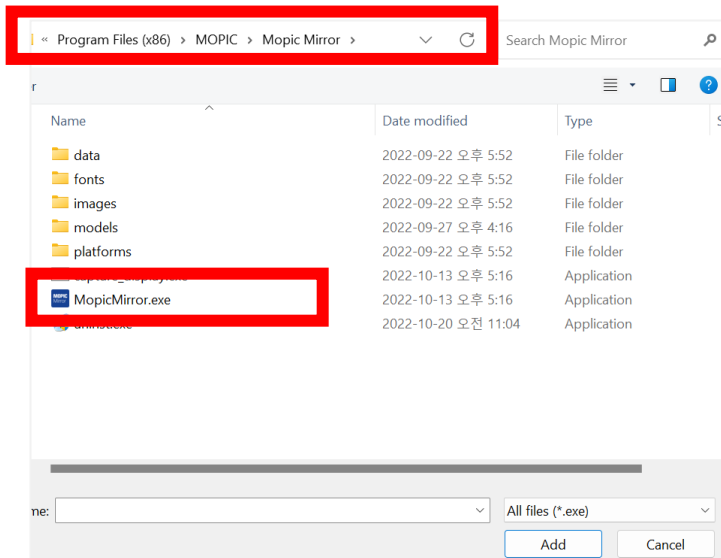 « Program Files (x86) > MOPIC > Mopic Mirror > Search Mopic Mirror
r ?
Name Date modified Type S
data 2022-09-22 오후 5:52 File folder
fonts 2022-09-22 오후 5:52 File folder
images 2022-09-22 오후 5:52 File folder
models 2022-09-27 오후 4:16 File folder
platforms 2022-09-22 오후 5:52 File folder
2022-10-13 오후 5:16 Application
MopicMirror.exe 2022-10-13 오후 5:16 Application
2022-10-20 오전 11:04 Application
me: All files (*.exe)
Add Cancel